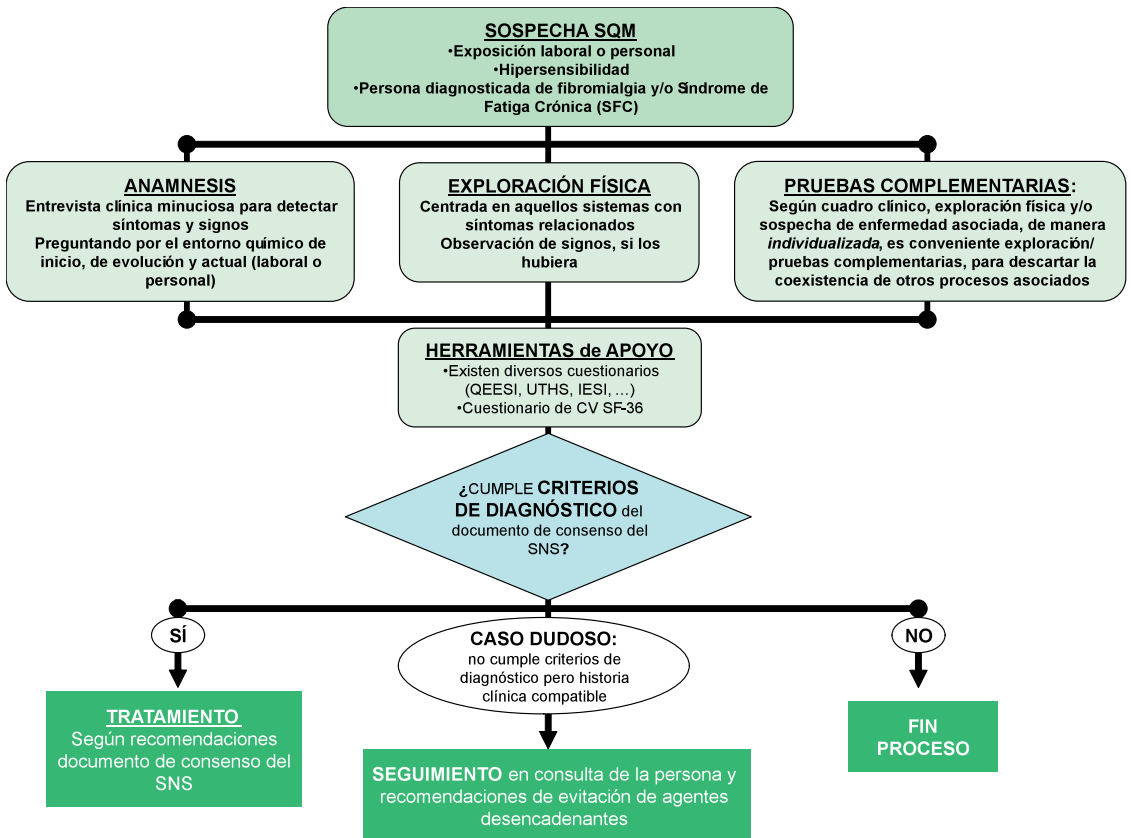 SOSPECHA SQM
•Exposición laboral o personal
•Hipersensibilidad
•Persona diagnosticada de fibromialgia y/o Síndrome de
Fatiga Crónica (SFC)
ANAMNESIS
Entrevista clínica minuciosa para detectar
síntomas y signos
Preguntando por el entorno químico de
inicio, de evolución y actual (laboral o
personal)
EXPLORACIÓN FÍSICA
Centrada en aquellos sistemas con
síntomas relacionados
Observación de signos, si los
hubiera
PRUEBAS COMPLEMENTARIAS:
Según cuadro clínico, exploración física y/o
sospecha de enfermedad asociada, de manera
individualizada, es conveniente exploración/
pruebas complementarias, para descartar la
coexistencia de otros procesos asociados
HERRAMIENTAS de APOYO
•Existen diversos cuestionarios
(QEESI, UTHS, IESI, …)
•Cuestionario de CV SF-36
¿CUMPLE CRITERIOS
DE DIAGNÓSTICO del
documento de consenso del
SNS?
SÍ
CASO DUDOSO:
no cumple criterios de
diagnóstico pero historia
clínica compatible
NO
TRATAMIENTO
Según recomendaciones
documento de consenso del
SNS
SEGUIMIENTO en consulta de la persona y
recomendaciones de evitación de agentes
desencadenantes
FIN
PROCESO